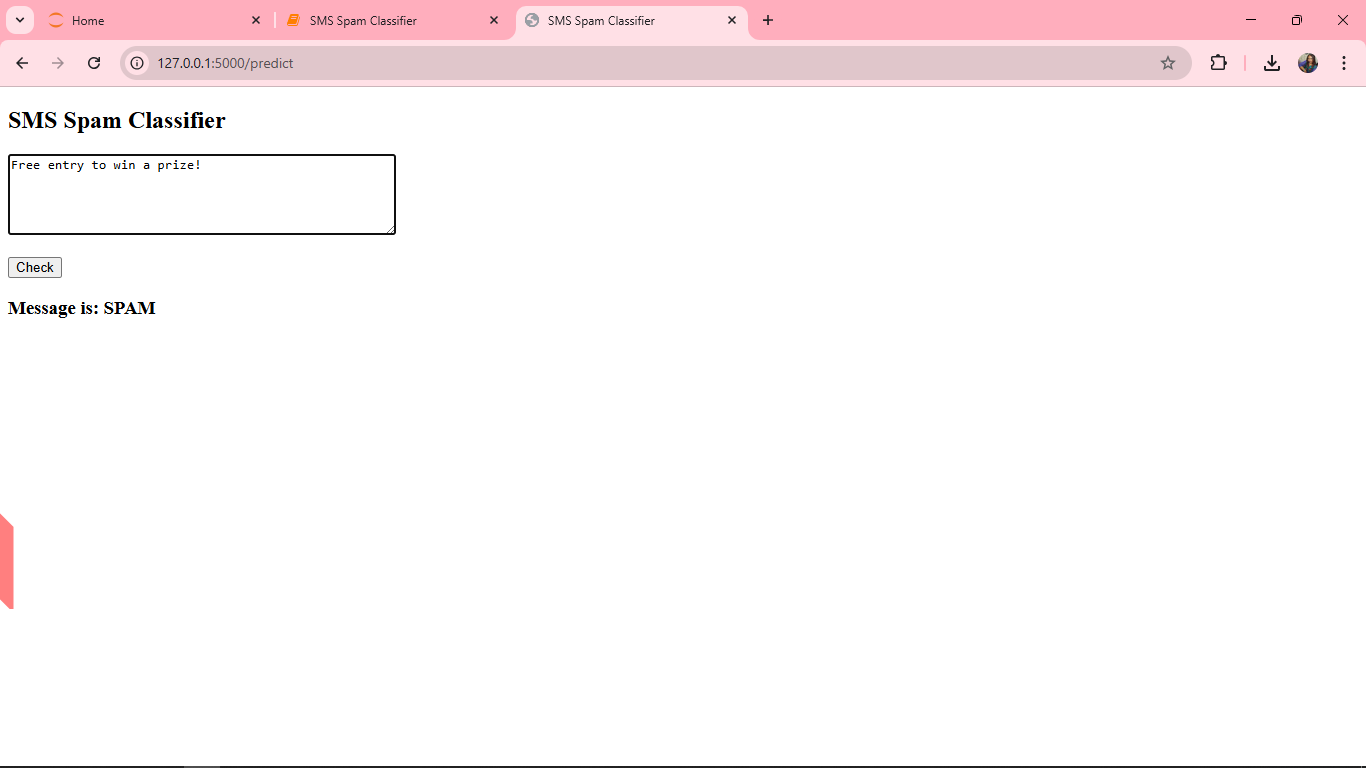 Home
SMS Spam Classifier
SMS Spam Classifier
127.0.0.1:5000/predict
SMS Spam Classifier
Free entry to win a prize!
Check
Message is: SPAM